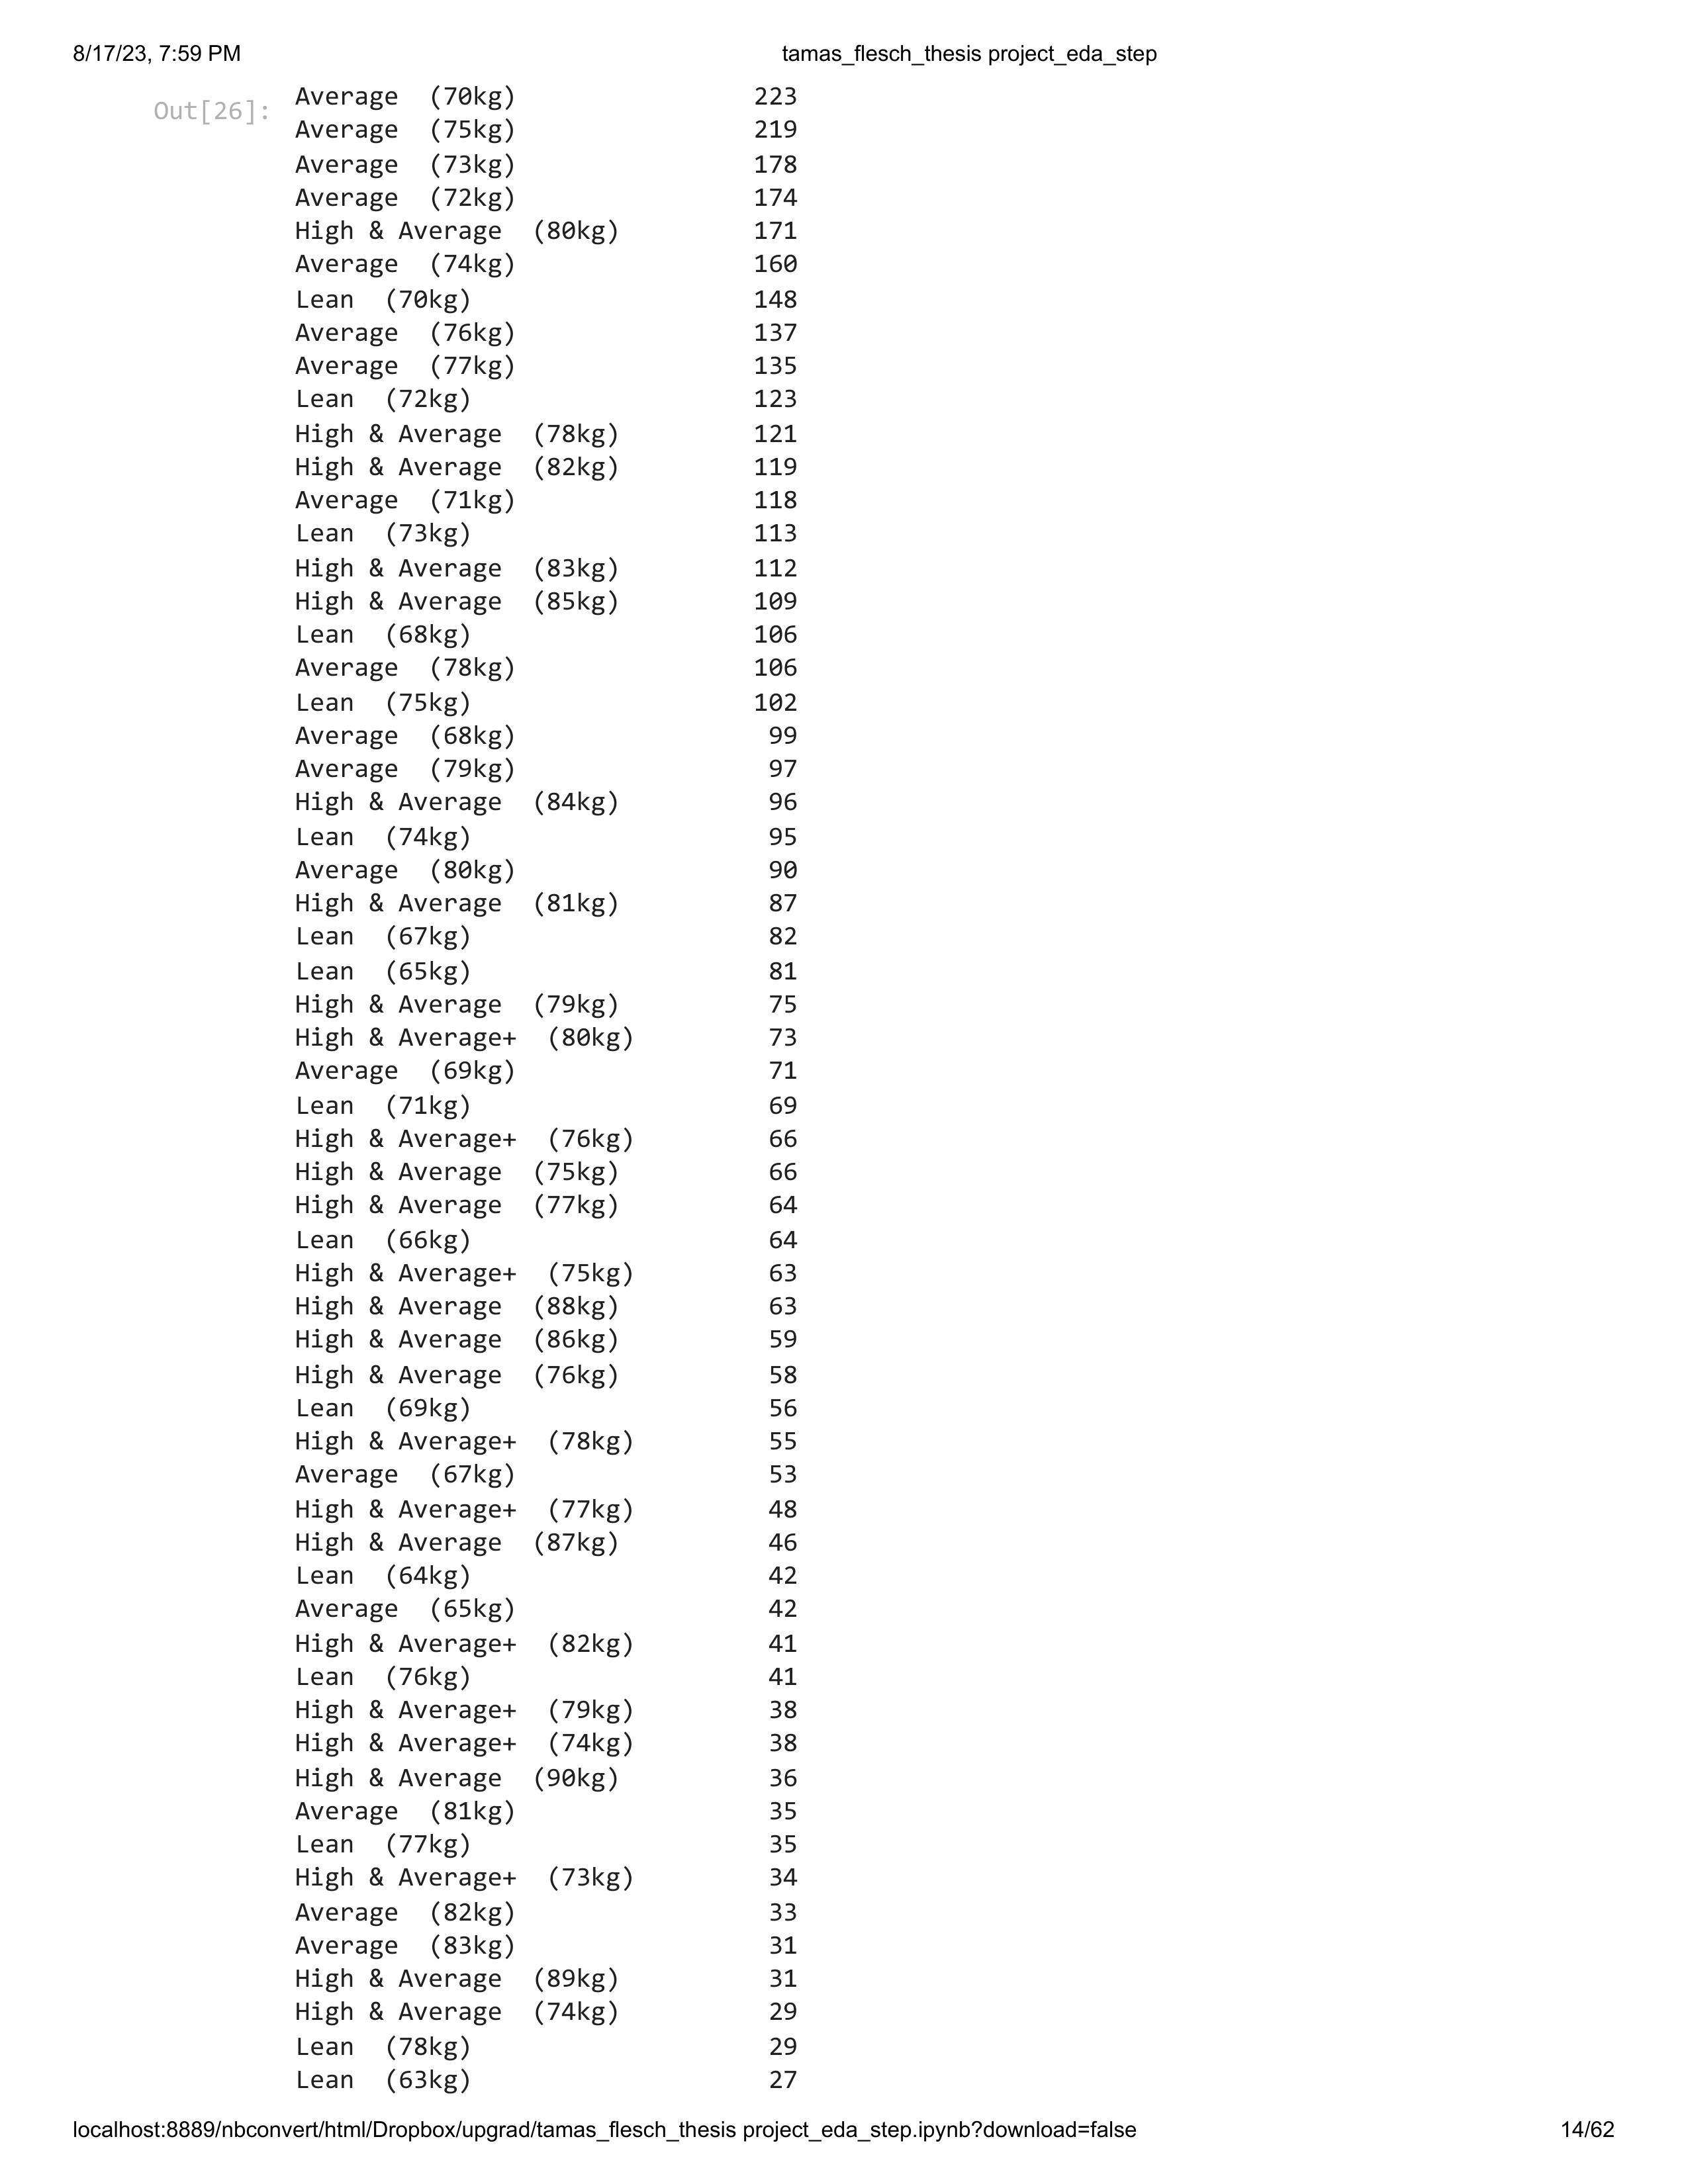 8/17/23, 7:59 PM tamas_flesch_thesis project_eda_step
Out[26]: Average (70kg) 223
Average (75kg) 219
Average (73kg) 178
Average (72kg) 174
High & Average (80kg) 171
Average (74kg) 160
Lean (70kg) 148
Average (76kg) 137
Average (77kg) 135
Lean (72kg) 123
High & Average (78kg) 121
High & Average (82kg) 119
Average (71kg) 118
Lean (73kg) 113
High & Average (83kg) 112
High & Average (85kg) 109
Lean (68kg) 106
Average (78kg) 106
Lean (75kg) 102
Average (68kg) 99
Average (79kg) 97
High & Average (84kg) 96
Lean (74kg) 95
Average (80kg) 90
High & Average (81kg) 87
Lean (67kg) 82
Lean (65kg) 81
High & Average (79kg) 75
High & Average+ (80kg) 73
Average (69kg) 71
Lean (71kg) 69
High & Average+ (76kg) 66
High & Average (75kg) 66
High & Average (77kg) 64
Lean (66kg) 64
High & Average+ (75kg) 63
High & Average (88kg) 63
High & Average (86kg) 59
High & Average (76kg) 58
Lean (69kg) 56
High & Average+ (78kg) 55
Average (67kg) 53
High & Average+ (77kg) 48
High & Average (87kg) 46
Lean (64kg) 42
Average (65kg) 42
High & Average+ (82kg) 41
Lean (76kg) 41
High & Average+ (79kg) 38
High & Average+ (74kg) 38
High & Average (90kg) 36
Average (81kg) 35
Lean (77kg) 35
High & Average+ (73kg) 34
Average (82kg) 33
Average (83kg) 31
High & Average (89kg) 31
High & Average (74kg) 29
Lean (78kg) 29
Lean (63kg) 27
localhost:8889/nbconvert/html/Dropbox/upgrad/tamas_flesch_thesis project_eda_step.ipynb?download=false 14/62